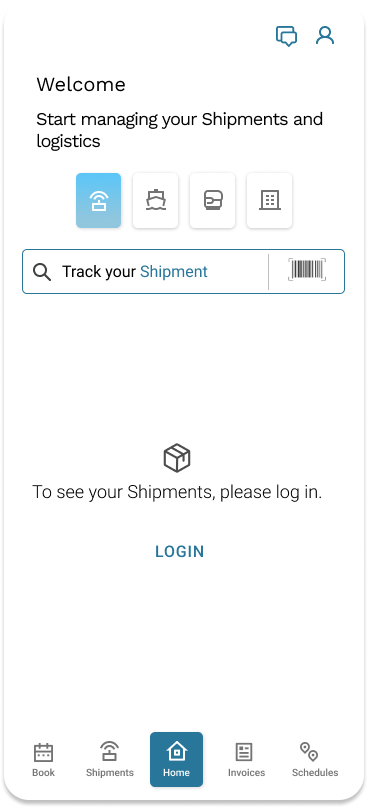 Welcome
Start managing your Shipments and
logistics
Track your Shipment
To see your Shipments, please log in.
LOGIN
Book
Shipments
Home
Invoices
Schedules